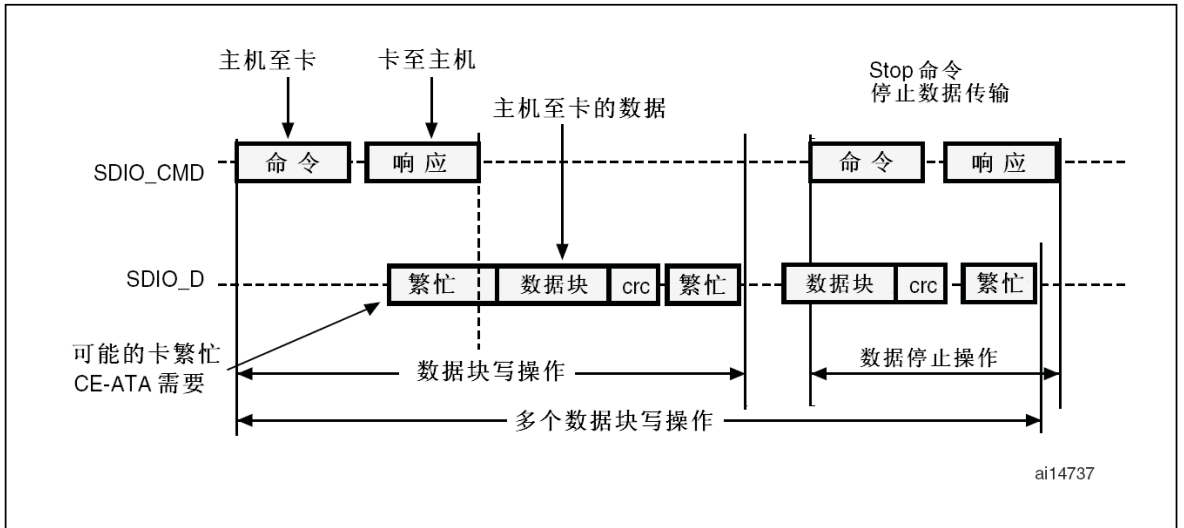 主机至卡
卡至主机
Stop 命令
停止数据传输
主机至卡的数据
SDIO_CMD
命令
响应
命令
响应
SDIO_D
繁忙
数据块
crc
繁忙
数据块
crc
繁忙
可能的卡繁忙
CE-ATA 需要
数据块写操作
数据停止操作
多个数据块写操作
ai14737